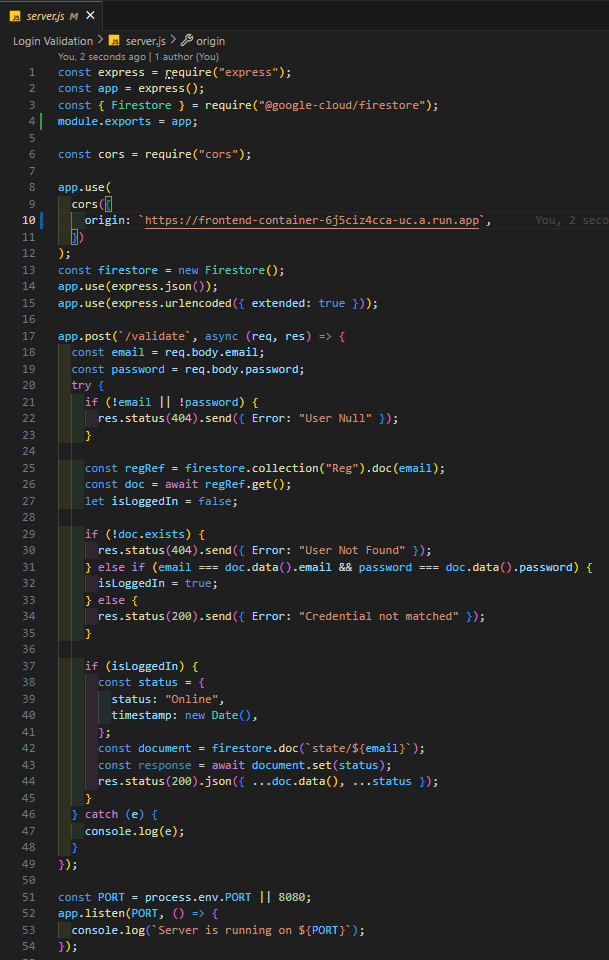 server.js M ×
Login Validation > server.js > origin
You, 2 seconds ago | 1 author (You)
1 const express = require("express");
2 const app = express();
3 const { Firestore } = require("@google-cloud/firestore");
4 module.exports = app;
5
6 const cors = require("cors");
7
8 app.use(
9 cors({
10 origin: `https://frontend-container-6j5ciz4cca-uc.a.run.app`, You, 2 seco
11 })
12 );
13 const firestore = new Firestore();
14 app.use(express.json());
15 app.use(express.urlencoded({ extended: true }));
16
17 app.post(`/validate`, async (req, res) => {
18 const email = req.body.email;
19 const password = req.body.password;
20 try {
21 if (!email || !password) {
22 res.status(404).send({ Error: "User Null" });
23 }
24
25 const regRef = firestore.collection("Reg").doc(email);
26 const doc = await regRef.get();
27 let isLoggedIn = false;
28
29 if (!doc.exists) {
30 res.status(404).send({ Error: "User Not Found" });
31 } else if (email === doc.data().email && password === doc.data().password) {
32 isLoggedIn = true;
33 } else {
34 res.status(200).send({ Error: "Credential not matched" });
35 }
36
37 if (isLoggedIn) {
38 const status = {
39 status: "Online",
40 timestamp: new Date(),
41 };
42 const document = firestore.doc(`state/${email}`);
43 const response = await document.set(status);
44 res.status(200).json({ ...doc.data(), ...status });
45 }
46 } catch (e) {
47 console.log(e);
48 }
49 });
50
51 const PORT = process.env.PORT || 8080;
52 app.listen(PORT, () => {
53 console.log(`Server is running on ${PORT}`);
54 });